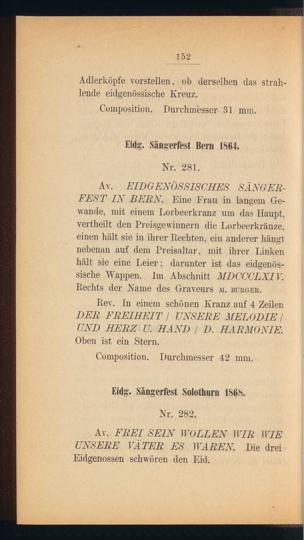 152
Adlerköpfe vorstellen, ob derselben das strah-
lende eidgenössische Kreuz.
Composition. Durchmesser 31 mm.
Eidg. Sängerfest Bern 1864.
Nr. 281.
Av. EIDGENÖSSISCHES SÄNGER-
FEST IN BERN. Eine Frau in langem Ge-
wande, mit einem Lorbeerkranz um das Haupt,
vertheilt den Preisgewinnern die Lorbeerkränze,
einen hält sie in ihrer Rechten, ein anderer hängt
nebenan auf dem Preisaltar, mit ihrer Linken
hält sie eine Leier; darunter ist das eidgenös-
sische Wappen. Im Abschnitt MDCCCLXIV.
Rechts der Name des Graveurs M. BURGER.
Rev. In einem schönen Kranz auf 4 Zeilen
DER FREIHEIT / UNSERE MELODIE /
UND HERZ U. HAND / D. HARMONIE.
Oben ist ein Stern.
Composition. Durchmesser 42 mm.
Eidg. Sängerfest Solothurn 1868.
Nr. 282.
Av. FREI SEIN WOLLEN WIR WIE
UNSERE VÄTER ES WAREN. Die drei
Eidgenossen schwören den Eid.